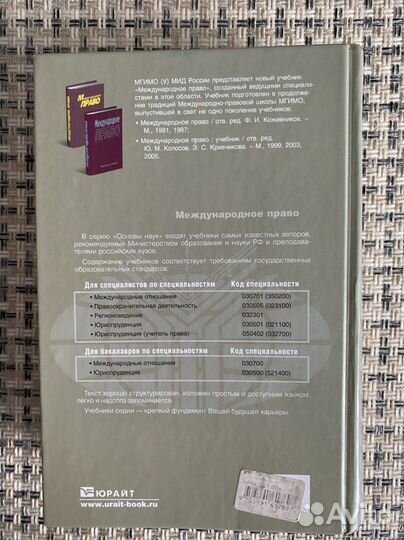 МГИМО (У) МИД России представляет новый учебник
«Международное право», созданный ведущими специали-
стами в этой области. Учебник подготовлен в продолже-
ние традиций Международно-правовой школы МГИМО,
выпустившей в свет не одно поколение учебников:
• Международное право / отв. ред. Ф. И. Кожевников. –
– М., 1981, 1987;
• Международное право : учебник / отв. ред.
Ю. М. Колосов, Э. С. Кривчикова. – М., 1999, 2003,
2005.
ПРАВО
Международное
ПРАВО
Международное право
В серию «Основы наук» входят учебники самых известных авторов,
рекомендуемые Министерством образования и науки РФ и преподава-
телями российских вузов.
Содержание учебников соответствует требованиям государственных
образовательных стандартов.
Для специалистов по специальностям Код специальности
• Международные отношения 030701 (350200)
• Правоохранительная деятельность 030505 (023100)
• Регионоведение 032301
• Юриспруденция 030501 (021100)
• Юриспруденция (учитель права) 050402 (032700)
Для бакалавров по специальностям Код специальности
• Международные отношения 030700
• Юриспруденция 030500 (521400)
Текст хорошо структурирован, изложен простым и доступным языком,
легко и надолго запоминается.
Учебники серии – крепкий фундамент Вашей будущей карьеры.
ЮРАЙТ
www.urait-book.ru
Avito